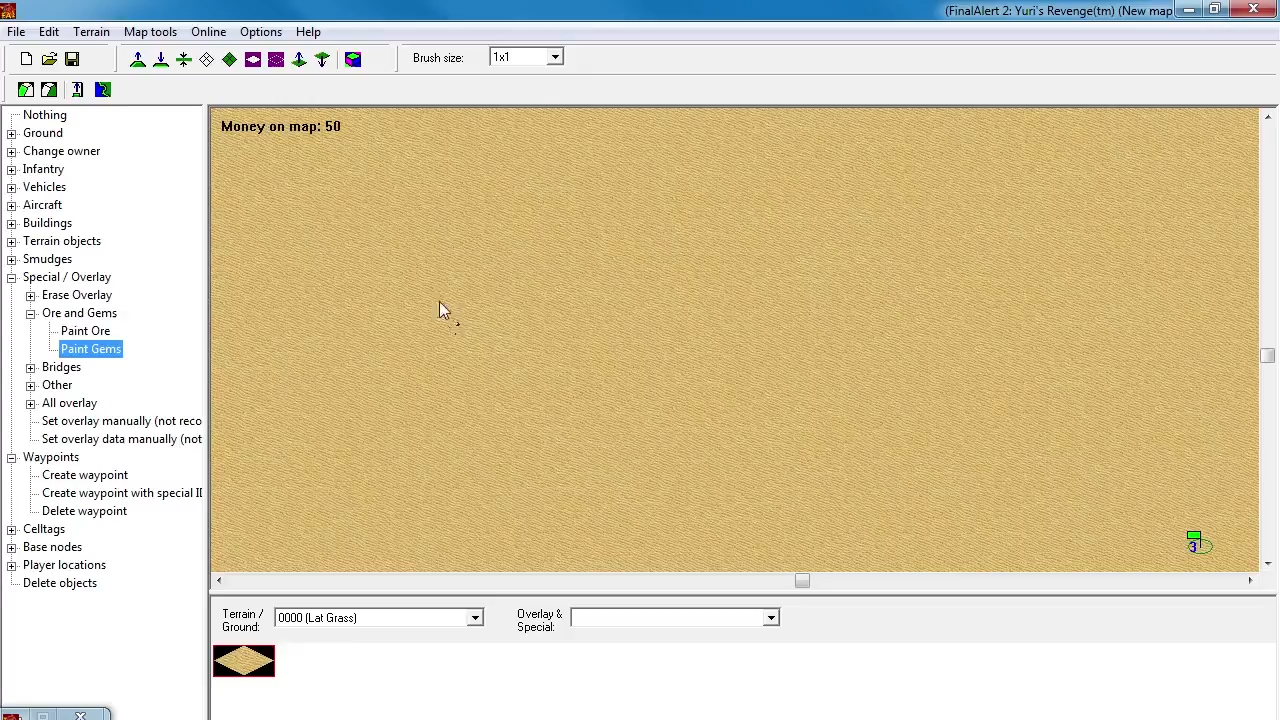 (FinalAlert 2: Yuri's Revenge(tm) (New map
File Edit Terrain Map tools Online Options Help
Brush size: 1x1
Nothing
Ground
Change owner
Infantry
Vehicles
Aircraft
Buildings
Terrain objects
Smudges
Special / Overlay
Erase Overlay
Ore and Gems
Paint Ore
Paint Gems
Bridges
Other
All overlay
Set overlay manually (not reco
Set overlay data manually (not
Waypoints
Create waypoint
Create waypoint with special II
Delete waypoint
Celltags
Base nodes
Player locations
Delete objects
Money on map: 50
3
Terrain / Ground: 0000 (Lat Grass)
Overlay & Special: